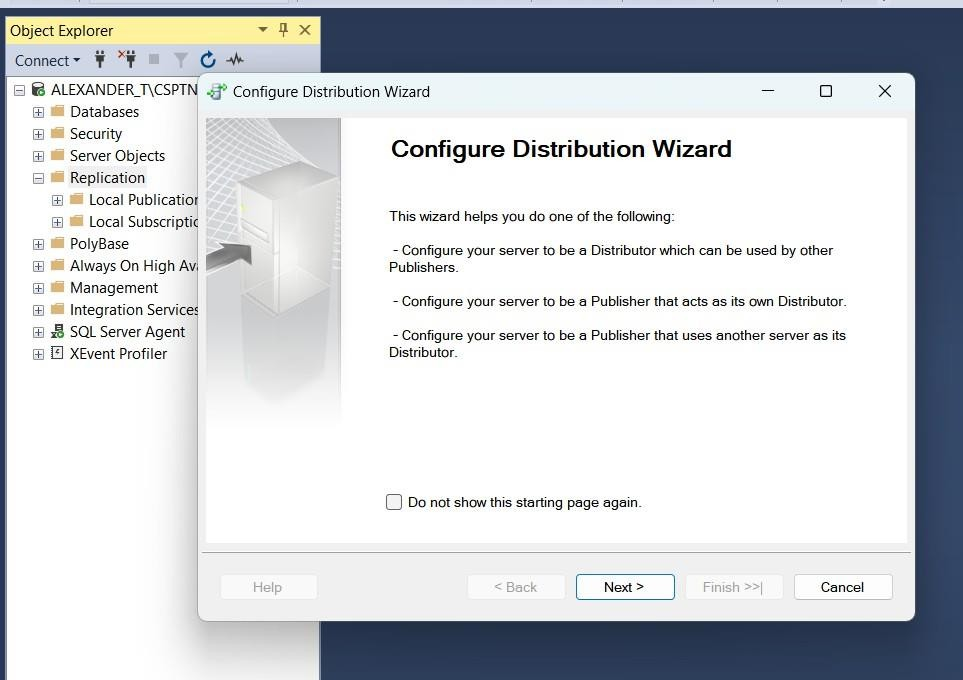 Object Explorer
Connect
ALEXANDER_T\CSPTN
Databases
Security
Server Objects
Replication
Local Publication
Local Subscriptio
PolyBase
Always On High Ava
Management
Integration Services
SQL Server Agent
XEvent Profiler
Configure Distribution Wizard
Configure Distribution Wizard
This wizard helps you do one of the following:
- Configure your server to be a Distributor which can be used by other
Publishers.
- Configure your server to be a Publisher that acts as its own Distributor.
- Configure your server to be a Publisher that uses another server as its
Distributor.
Do not show this starting page again.
Help
< Back
Next >
Finish >>|
Cancel